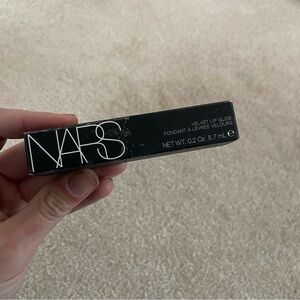 NARS
VELVET LIP GLIDE
FONDANT À LÈVRES VELOURS
NET WT. 0.2 Oz. 5.7 mL ℮